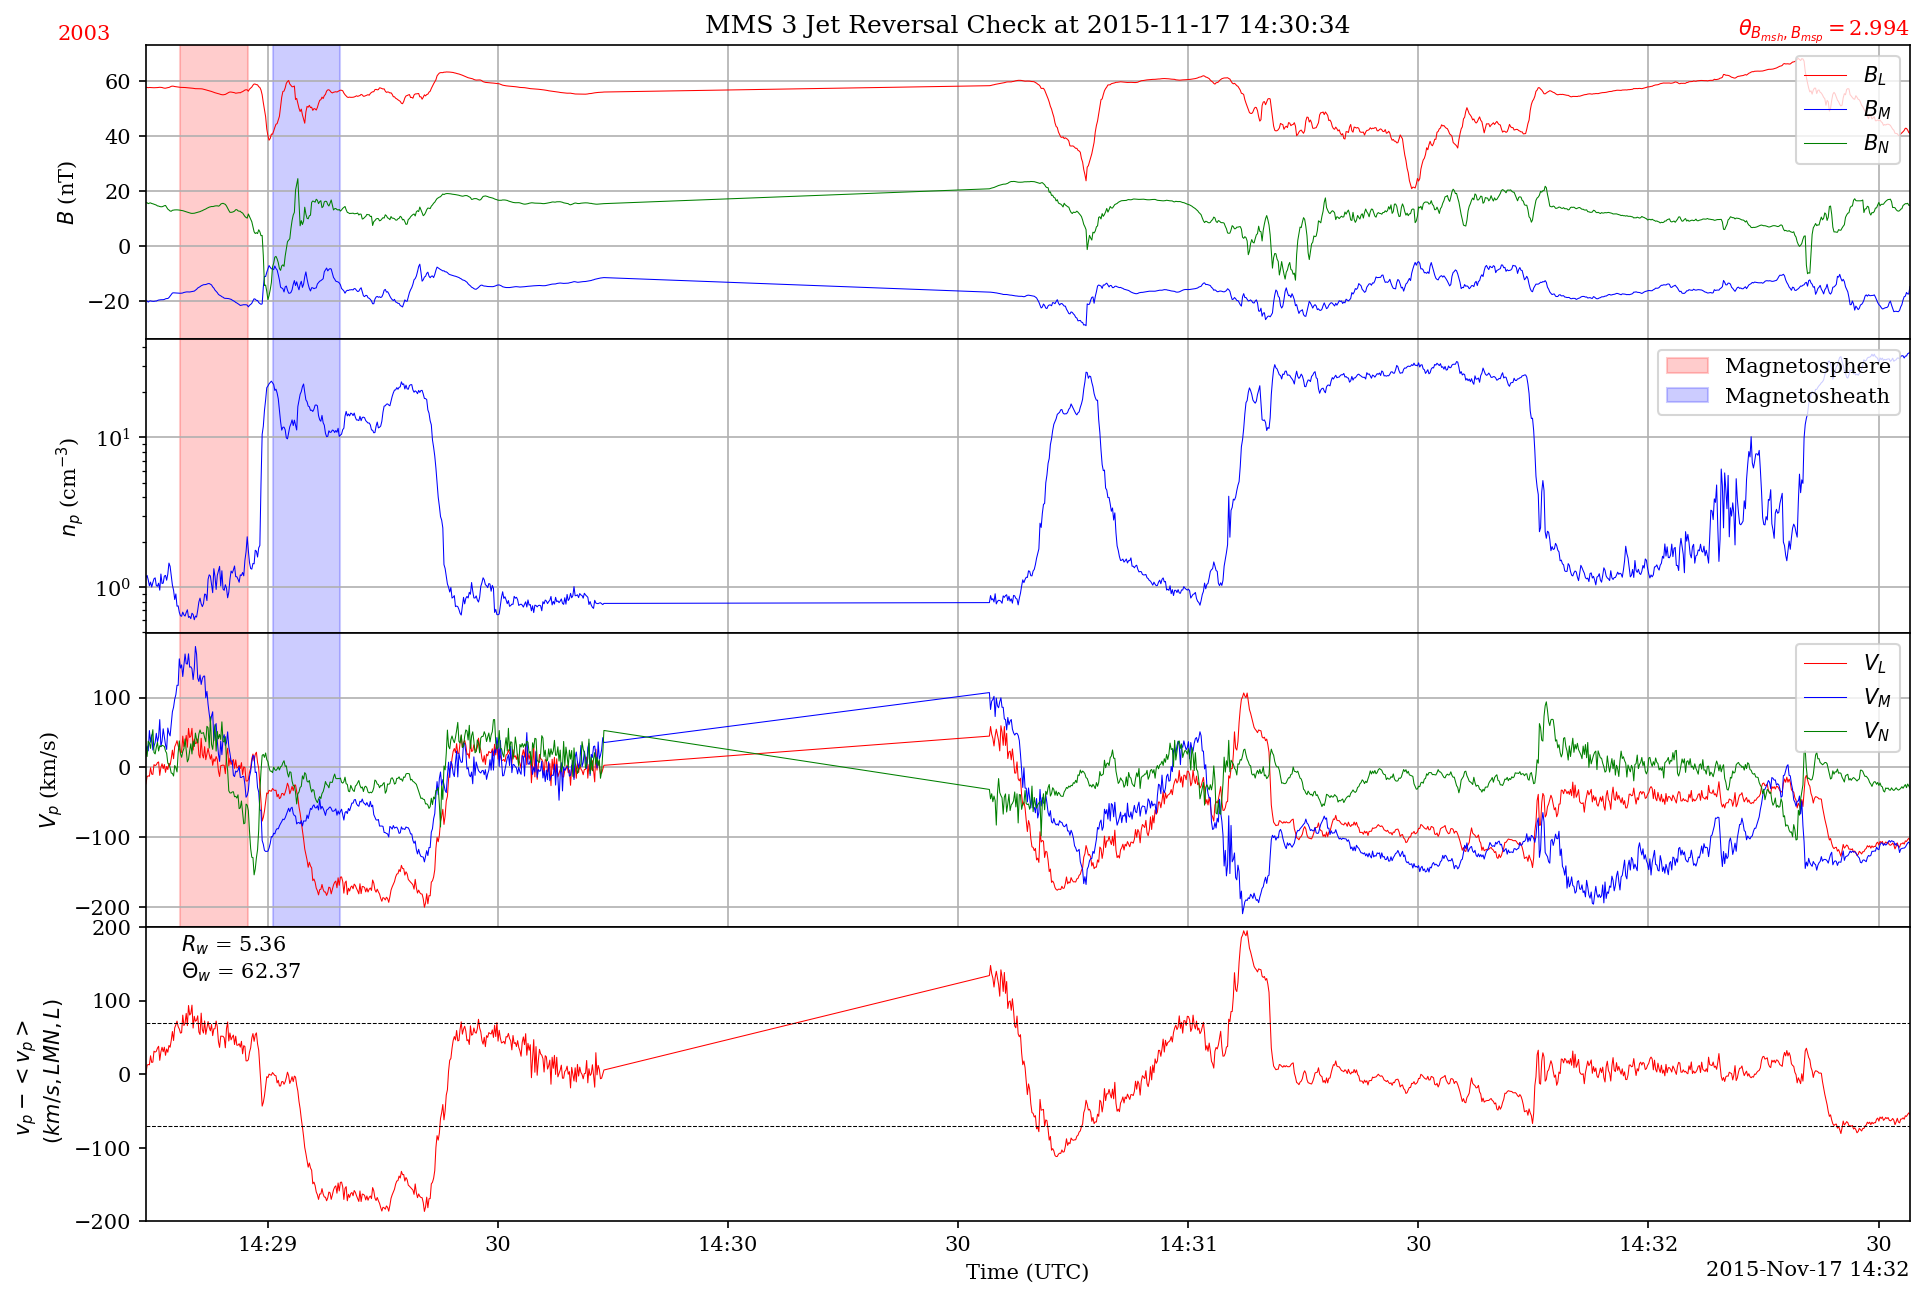 MMS 3 Jet Reversal Check at 2015-11-17 14:30:34
2003
θ_{B_{msh}, B_{msp}} = 2.994
60
40
20
0
−20
B (nT)
B_L
B_M
B_N
10^1
10^0
n_p (cm^{−3})
Magnetosphere
Magnetosheath
100
0
−100
−200
V_p (km/s)
V_L
V_M
V_N
200
100
0
−100
−200
v_p − < v_p >
(km/s, LMN, L)
R_w = 5.36
Θ_w = 62.37
14:29 30 14:30 30 14:31 30 14:32 30
Time (UTC)
2015-Nov-17 14:32